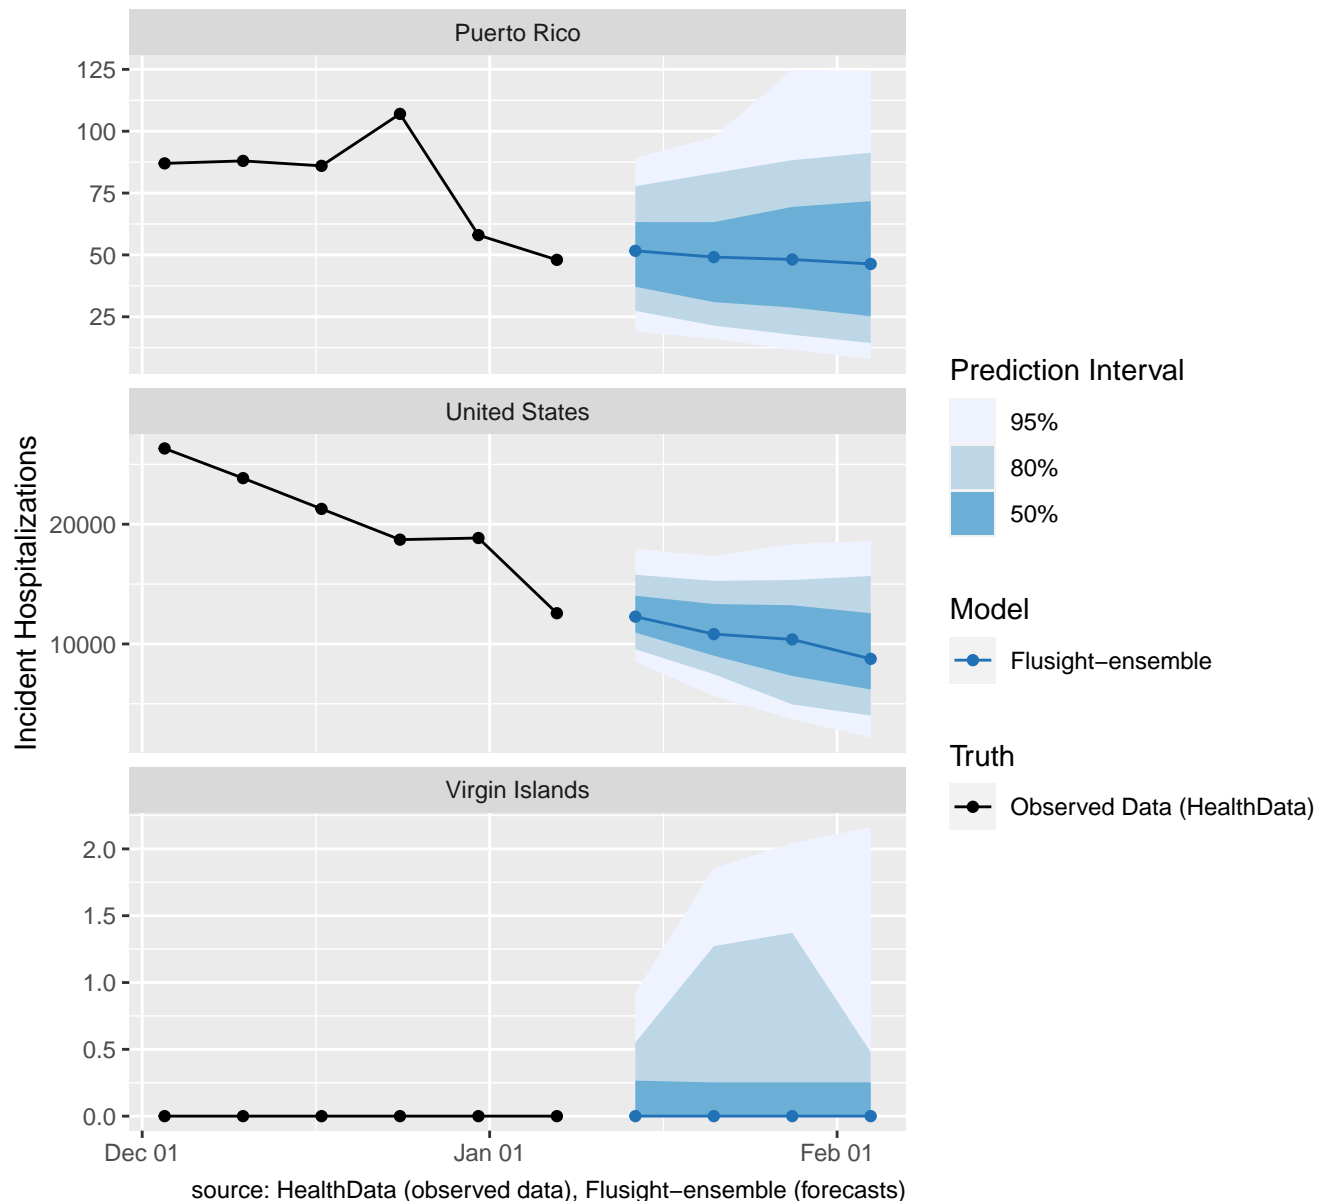 Puerto Rico
125
100
75
50
25
United States
20000
10000
Virgin Islands
2.0
1.5
1.0
0.5
0.0
Dec 01
Jan 01
Feb 01
Incident Hospitalizations
source: HealthData (observed data), Flusight−ensemble (forecasts)
Prediction Interval
95%
80%
50%
Model
Flusight−ensemble
Truth
Observed Data (HealthData)